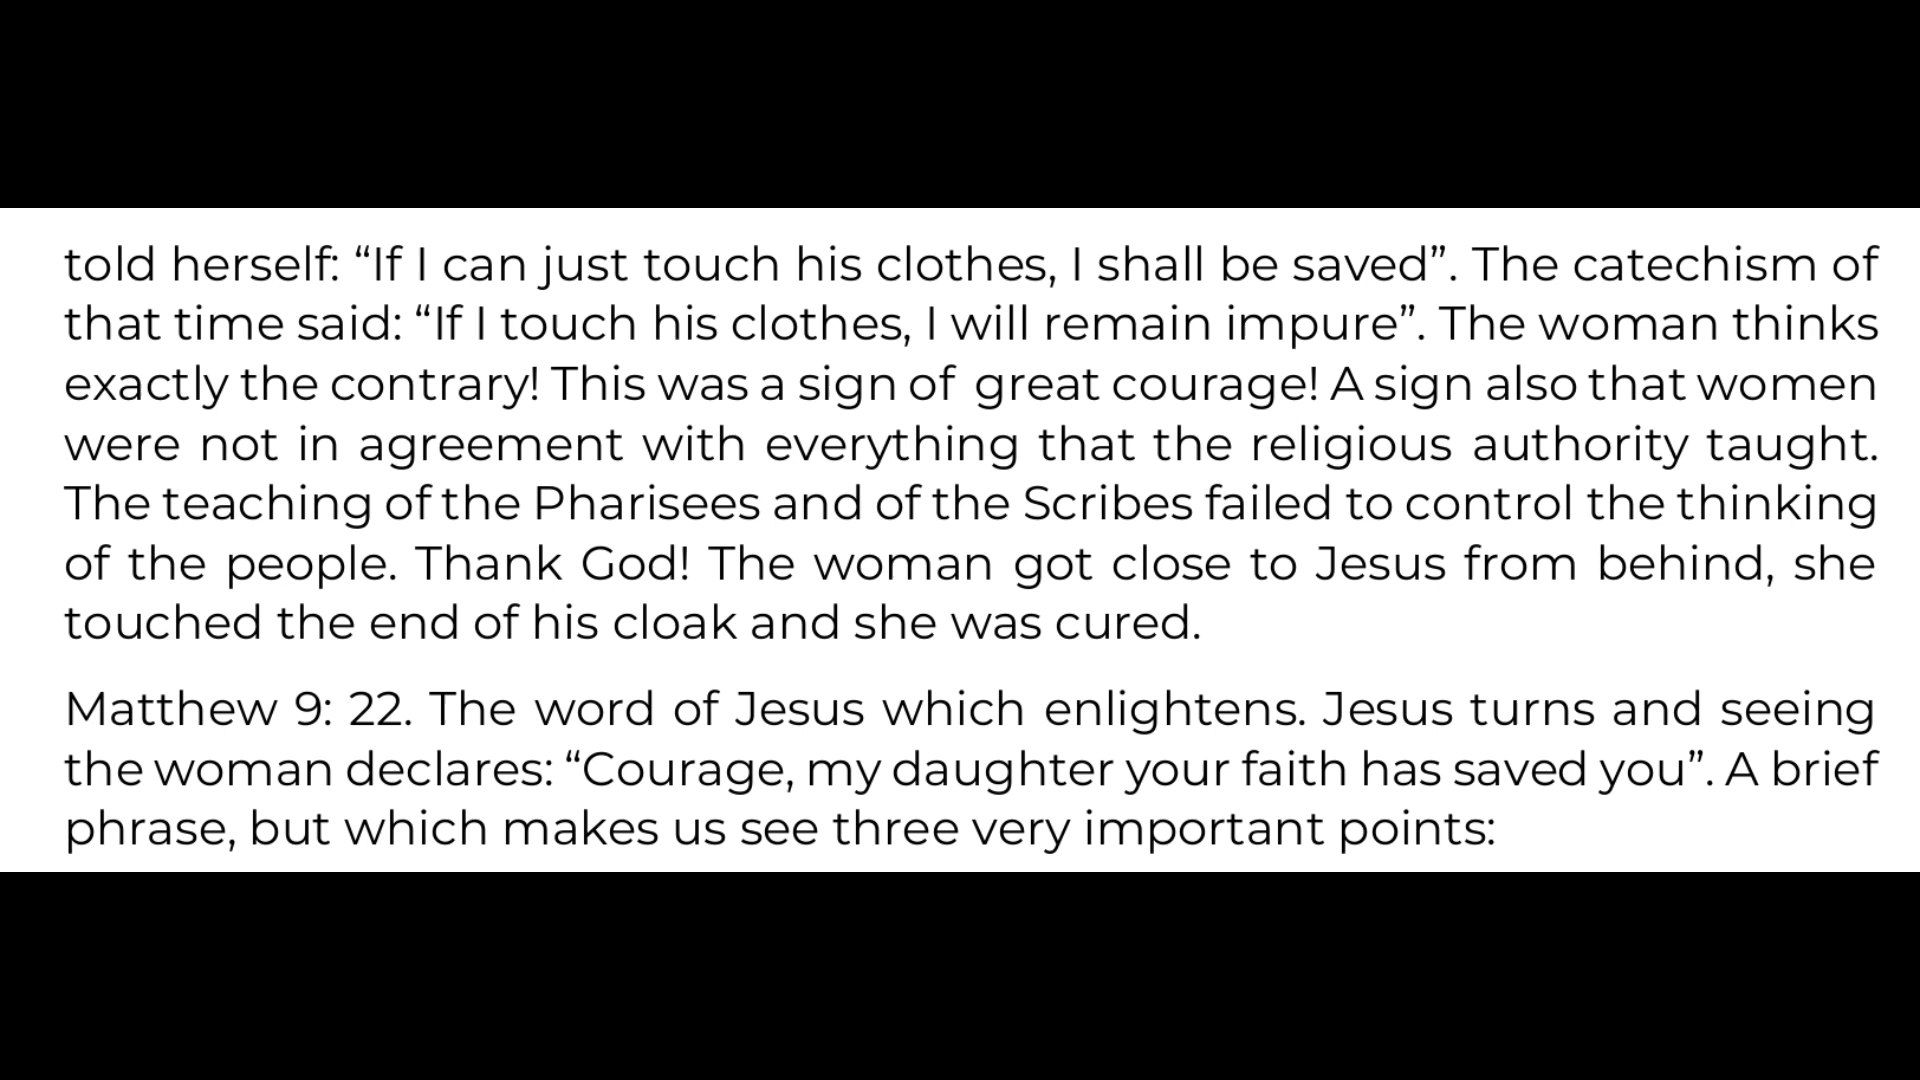 told herself: “If I can just touch his clothes, I shall be saved”. The catechism of
that time said: “If I touch his clothes, I will remain impure”. The woman thinks
exactly the contrary! This was a sign of great courage! A sign also that women
were not in agreement with everything that the religious authority taught.
The teaching of the Pharisees and of the Scribes failed to control the thinking
of the people. Thank God! The woman got close to Jesus from behind, she
touched the end of his cloak and she was cured.
Matthew 9: 22. The word of Jesus which enlightens. Jesus turns and seeing
the woman declares: “Courage, my daughter your faith has saved you”. A brief
phrase, but which makes us see three very important points: